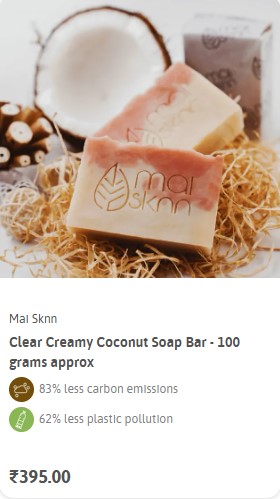 mai
sknn
Mai Sknn
Clear Creamy Coconut Soap Bar - 100
grams approx
83% less carbon emissions
62% less plastic pollution
₹395.00